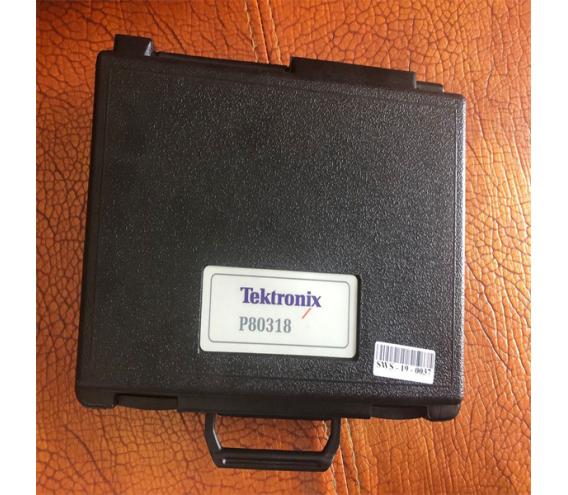 Tektronix
P80318
SWS - 19 - 0037